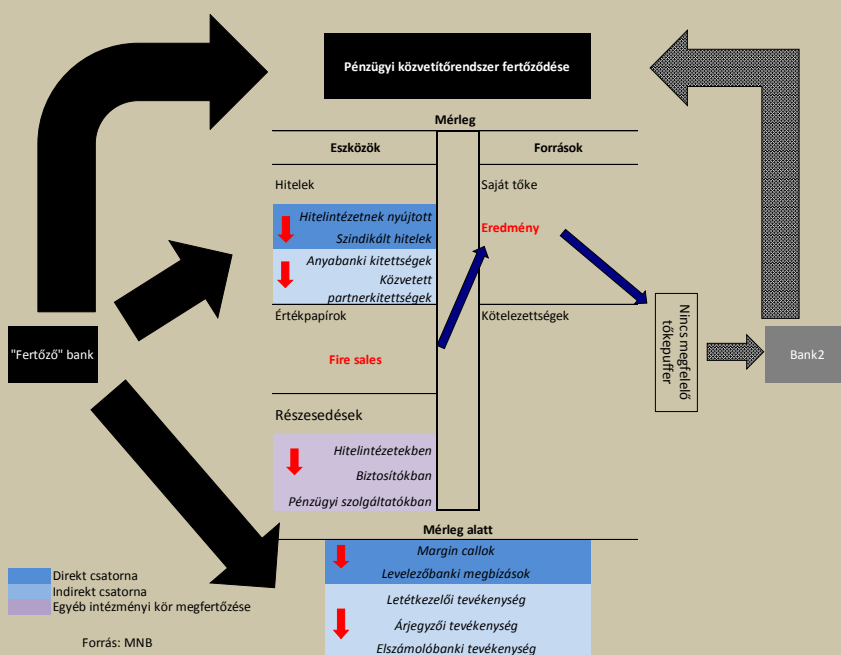 Pénzügyi közvetítőrendszer fertőződése
Mérleg
Eszközök
Források
Hitelek
Saját tőke
Hitelintézetnek nyújtott
Szindikált hitelek
Eredmény
Anyabanki kitettségek
Közvetett
partnerkitettségek
Értékpapírok
Kötelezettségek
"Fertőző" bank
Fire sales
Nincs megfelelő
tőkepuffer
Bank2
Részesedések
Hitelintézetekben
Biztosítókban
Pénzügyi szolgáltatókban
Mérleg alatt
Margin callok
Levelezőbanki megbízások
Letétkezelői tevékenység
Árjegyzői tevékenység
Elszámolóbanki tevékenység
Direkt csatorna
Indirekt csatorna
Egyéb intézményi kör megfertőzése
Forrás: MNB